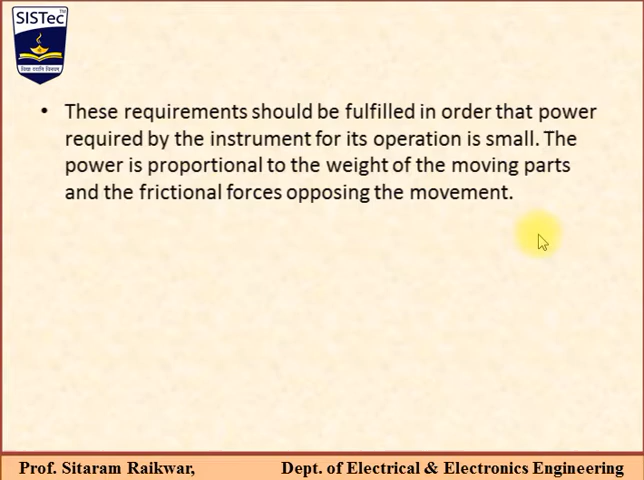 SISTec
TM
• These requirements should be fulfilled in order that power
required by the instrument for its operation is small. The
power is proportional to the weight of the moving parts
and the frictional forces opposing the movement.
Prof. Sitaram Raikwar, Dept. of Electrical & Electronics Engineering